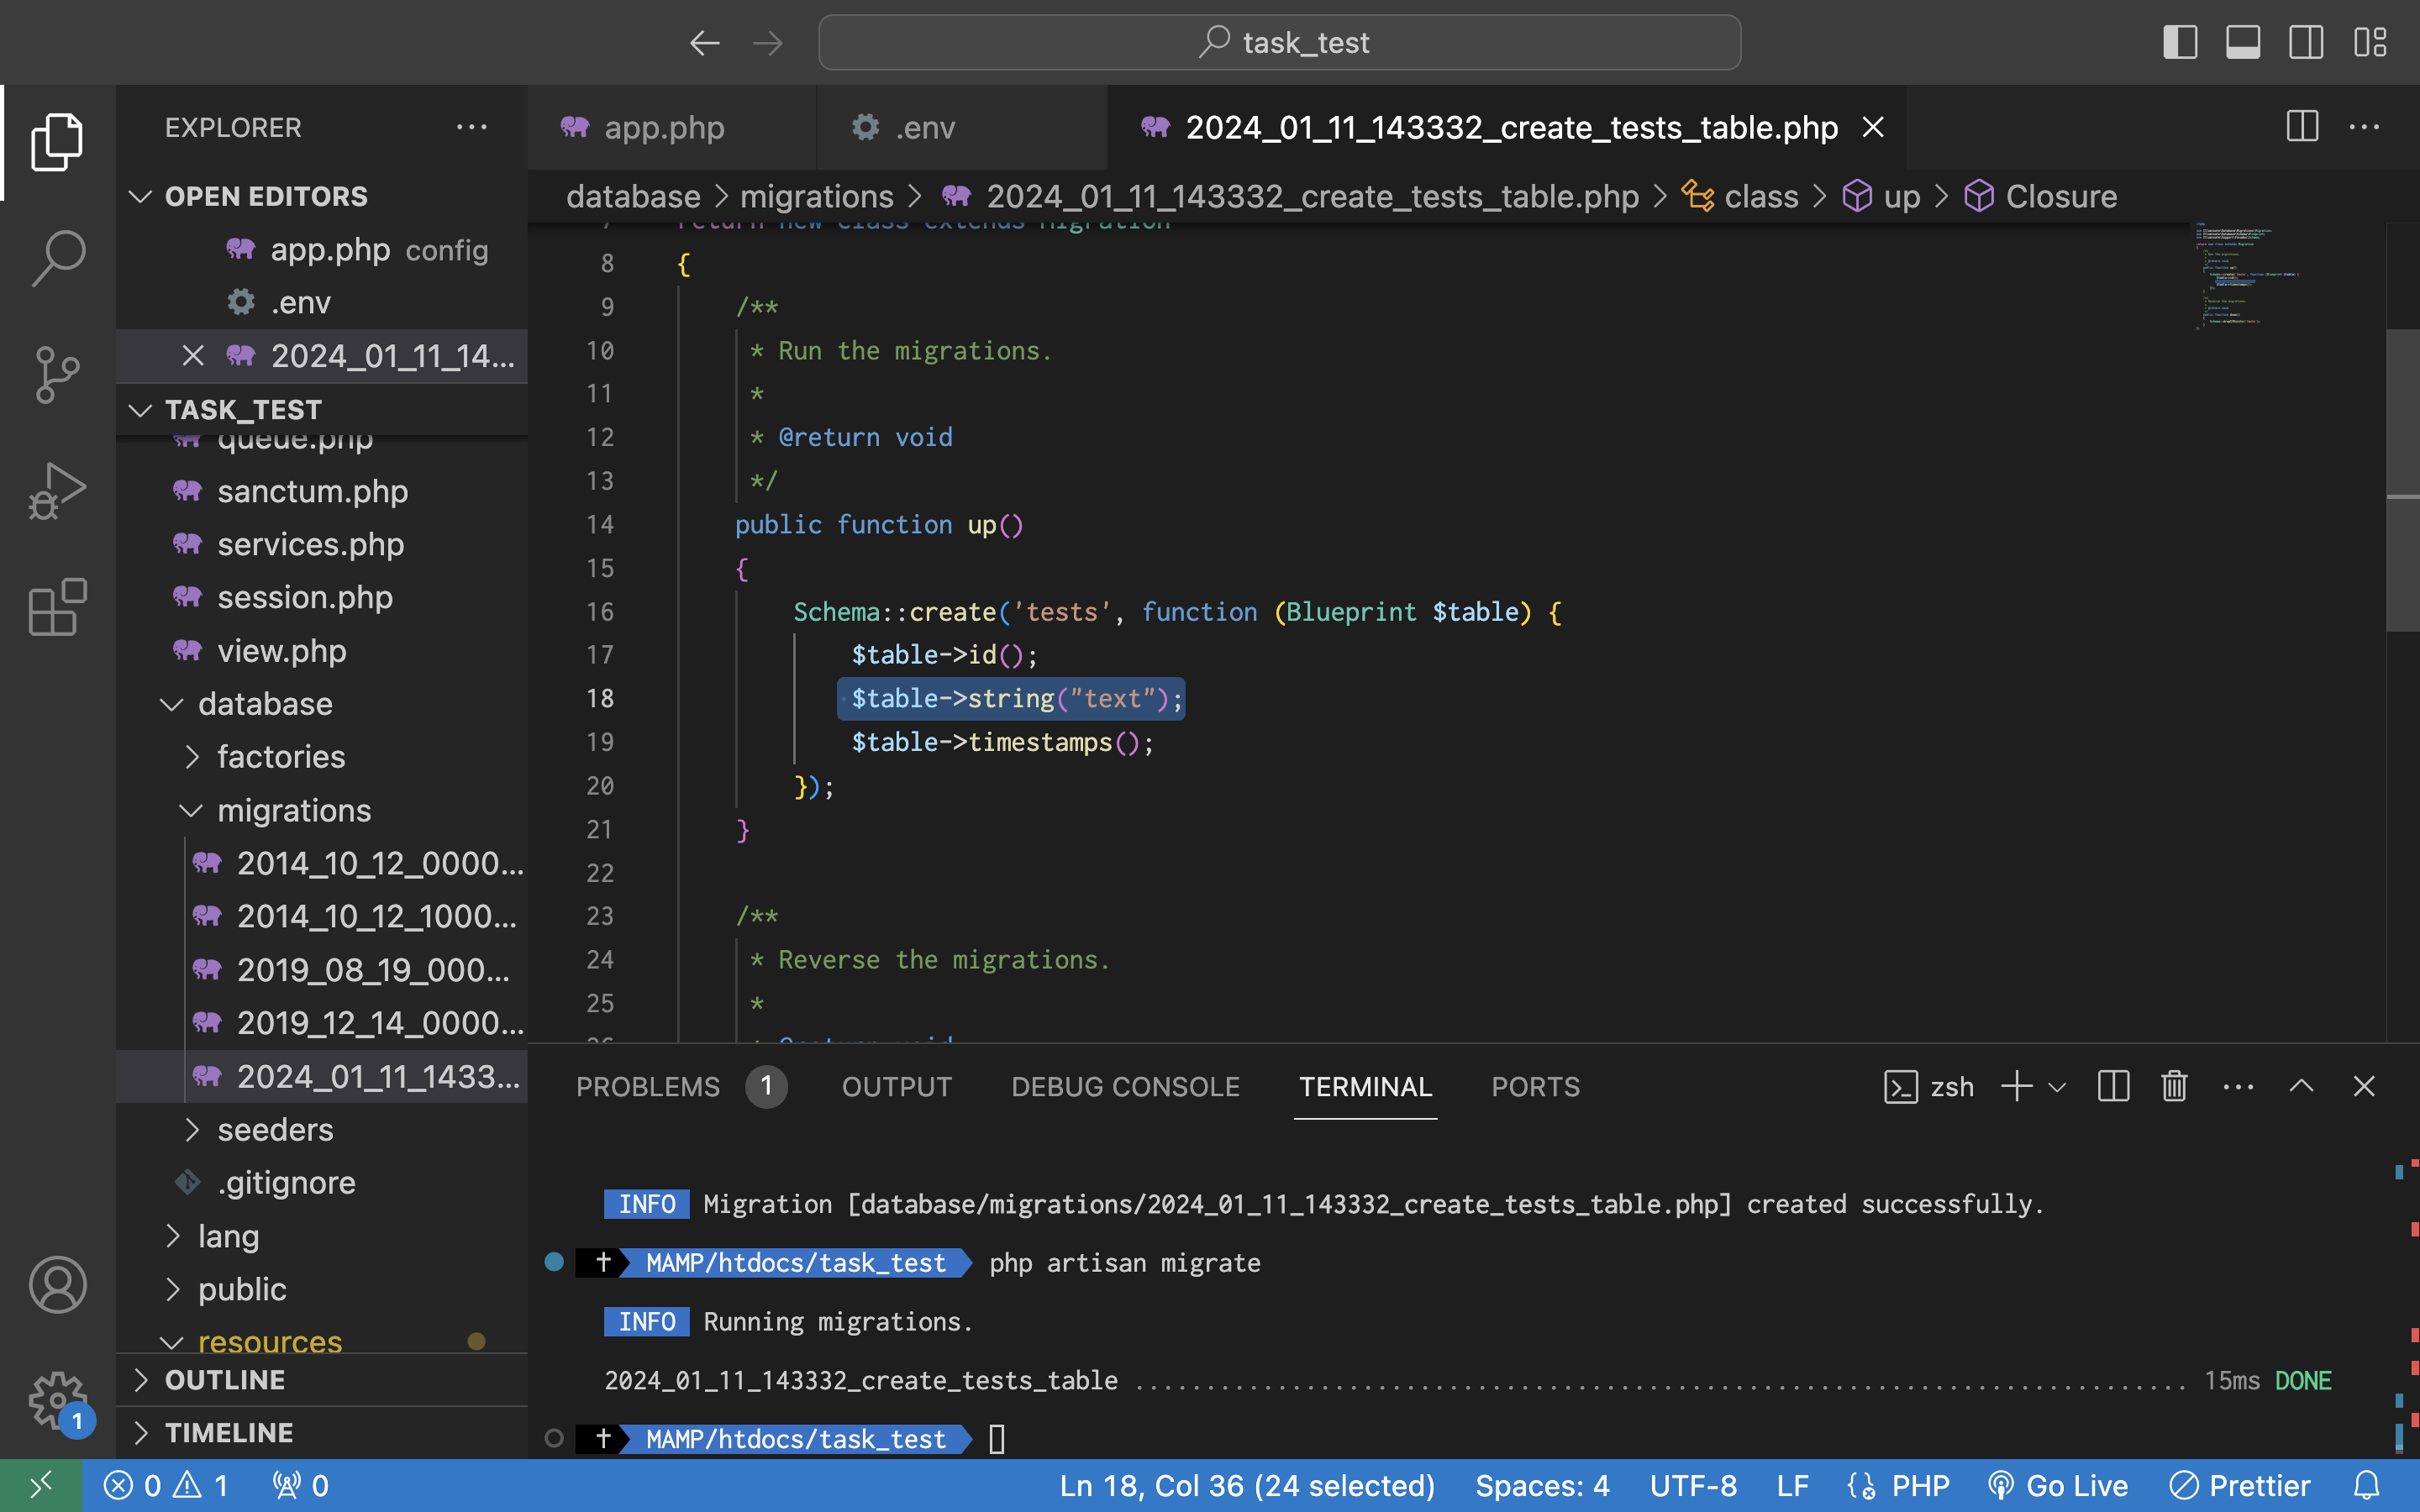 task_test
EXPLORER
OPEN EDITORS
app.php config
.env
2024_01_11_14...
TASK_TEST
queue.php
sanctum.php
services.php
session.php
view.php
database
factories
migrations
2014_10_12_0000...
2014_10_12_1000...
2019_08_19_000...
2019_12_14_0000...
2024_01_11_1433...
seeders
.gitignore
lang
public
resources
OUTLINE
TIMELINE
app.php
.env
2024_01_11_143332_create_tests_table.php
database > migrations > 2024_01_11_143332_create_tests_table.php > class > up > Closure
7 return new class extends Migration
8 {
9 /**
10 * Run the migrations.
11 *
12 * @return void
13 */
14 public function up()
15 {
16 Schema::create('tests', function (Blueprint $table) {
17 $table->id();
18 $table->string("text");
19 $table->timestamps();
20 });
21 }
22
23 /**
24 * Reverse the migrations.
25 *
26 * @return void
PROBLEMS 1 OUTPUT DEBUG CONSOLE TERMINAL PORTS zsh
INFO Migration [database/migrations/2024_01_11_143332_create_tests_table.php] created successfully.
MAMP/htdocs/task_test php artisan migrate
INFO Running migrations.
2024_01_11_143332_create_tests_table ........................................................................ 15ms DONE
MAMP/htdocs/task_test
1
0 1 0 Ln 18, Col 36 (24 selected) Spaces: 4 UTF-8 LF PHP Go Live Prettier